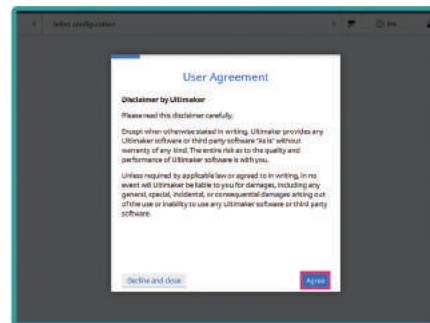 Select configuration
User Agreement
Disclaimer by Ultimaker
Please read this disclaimer carefully.
Except when otherwise stated in writing, Ultimaker provides any
Ultimaker software or third party software "As is" without
warranty of any kind. The entire risk as to the quality and
performance of Ultimaker software is with you.
Unless required by applicable law or agreed to in writing, in no
event will Ultimaker be liable to you for damages, including any
general, special, incidental, or consequential damages arising out
of the use or inability to use any Ultimaker software or third party
software.
Decline and close
Agree